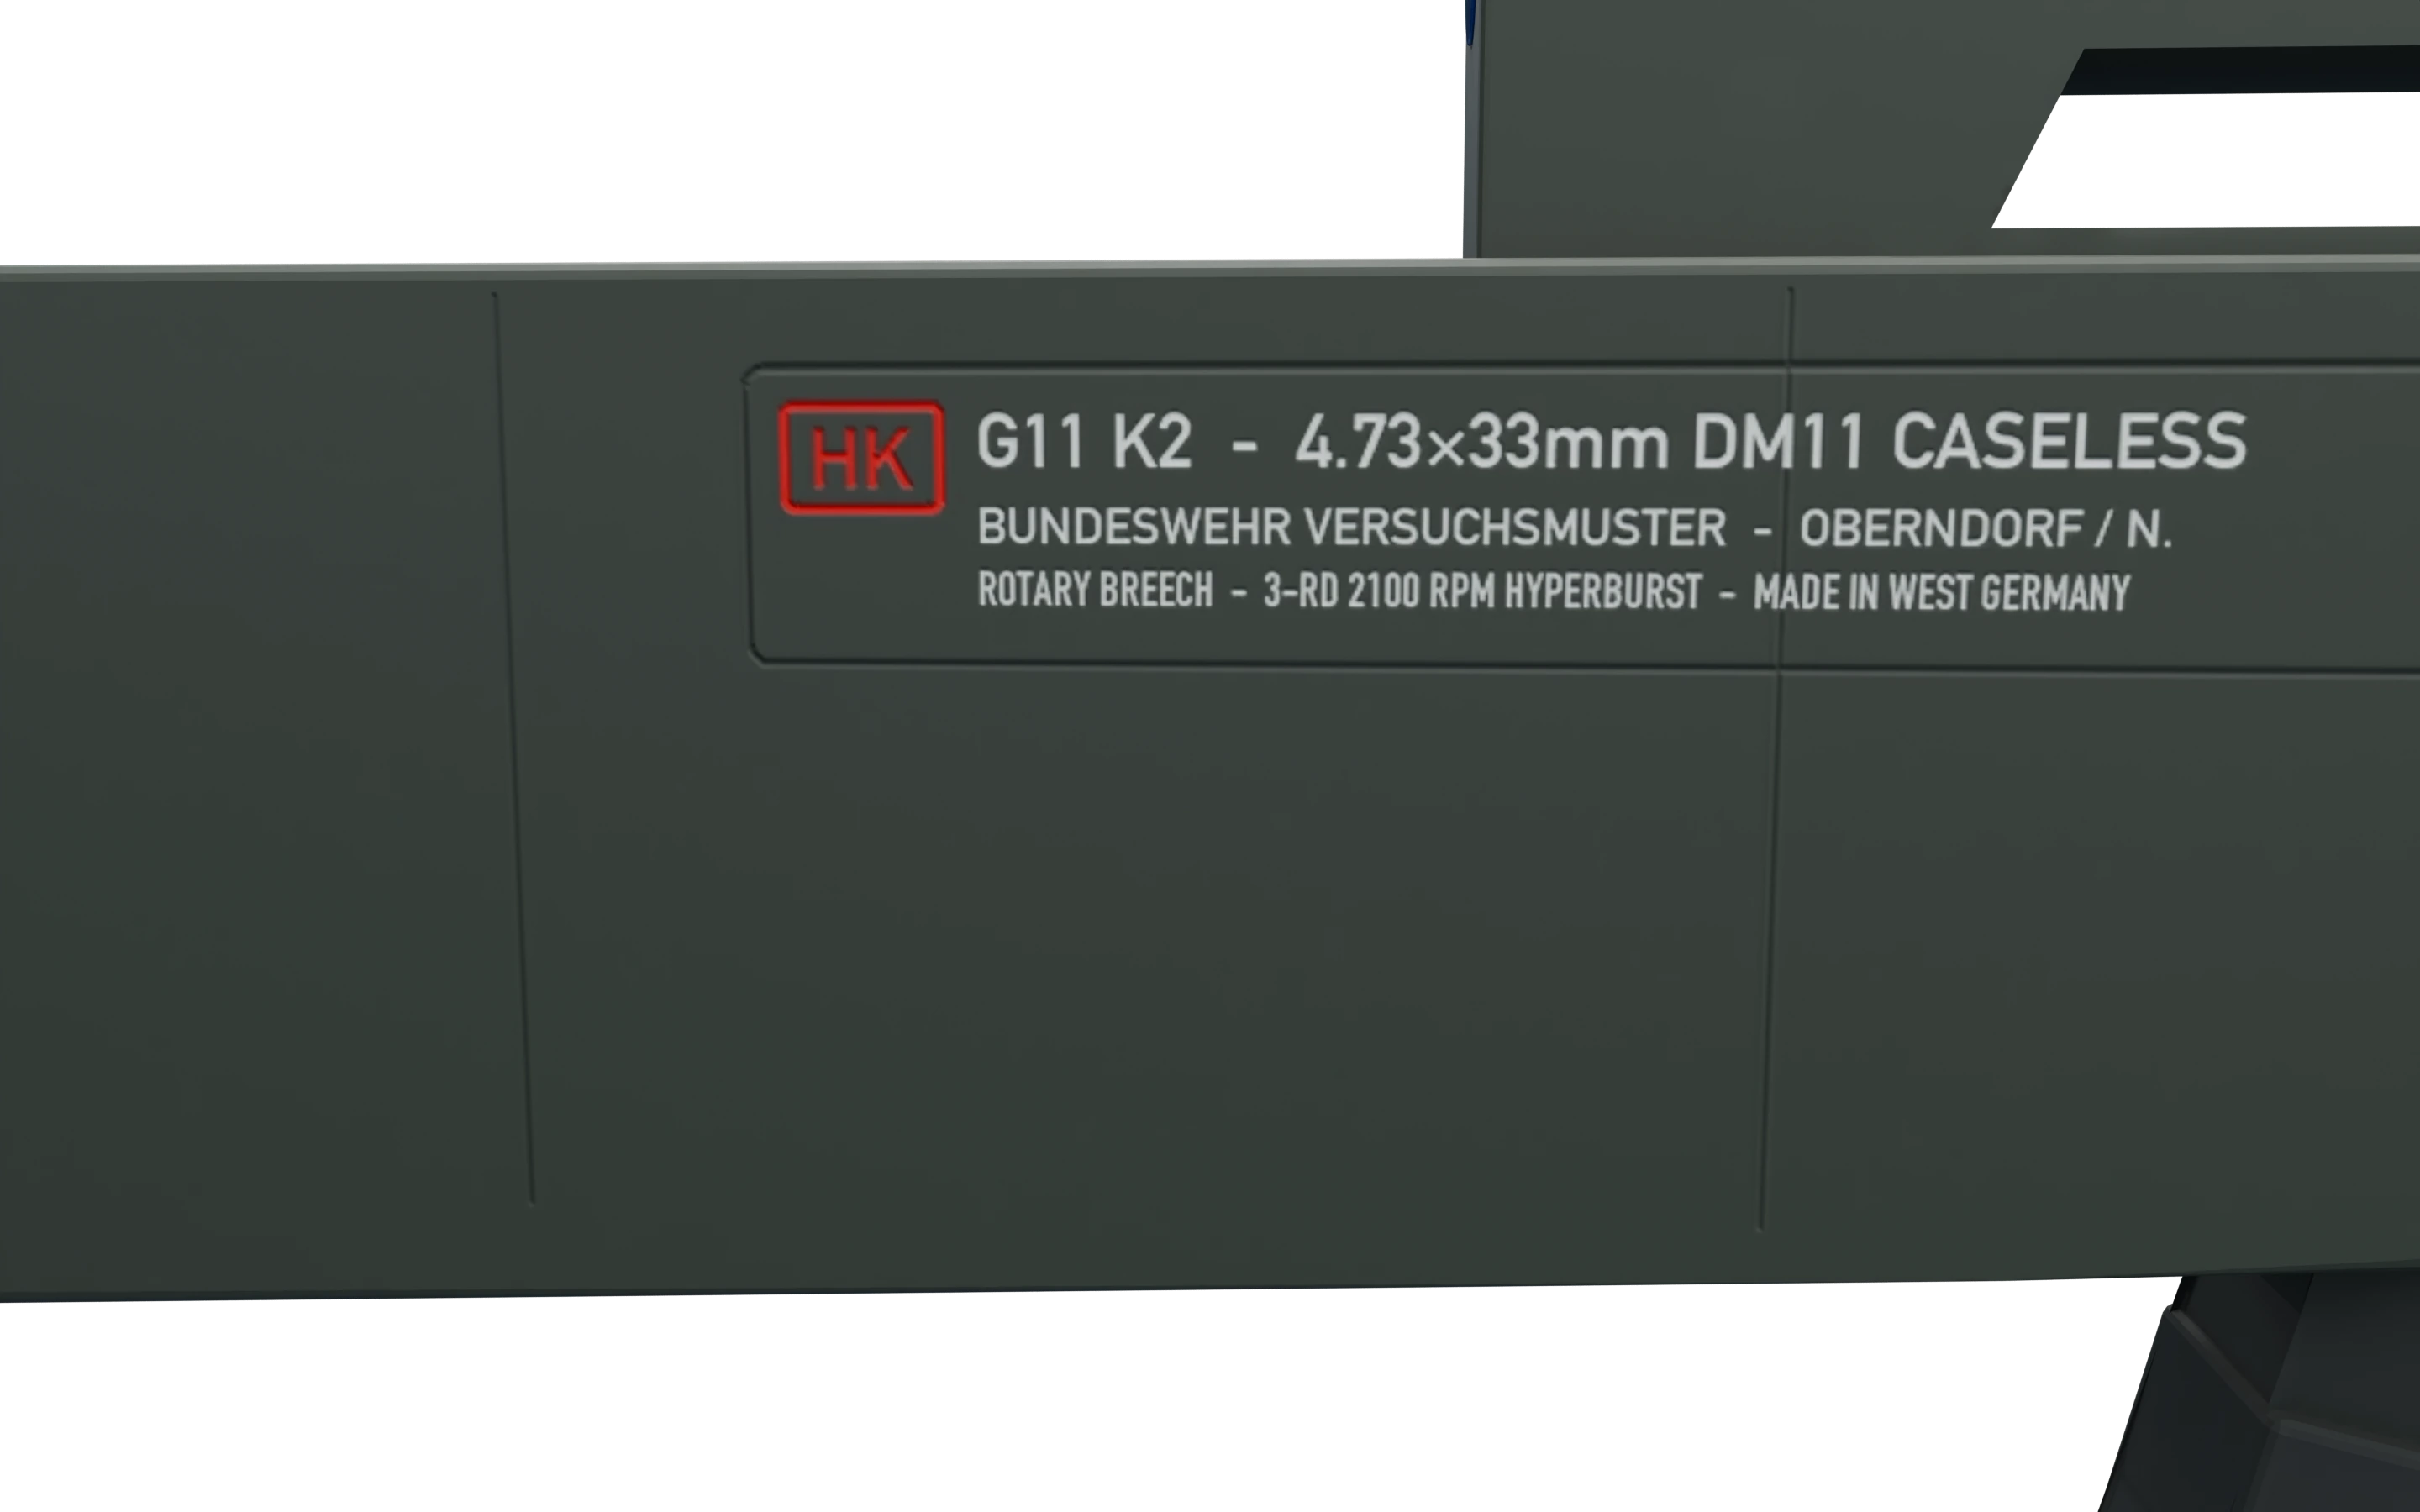 HK
G11 K2 - 4.73×33mm DM11 CASELESS
BUNDESWEHR VERSUCHSMUSTER - OBERNDORF / N.
ROTARY BREECH - 3-RD 2100 RPM HYPERBURST - MADE IN WEST GERMANY